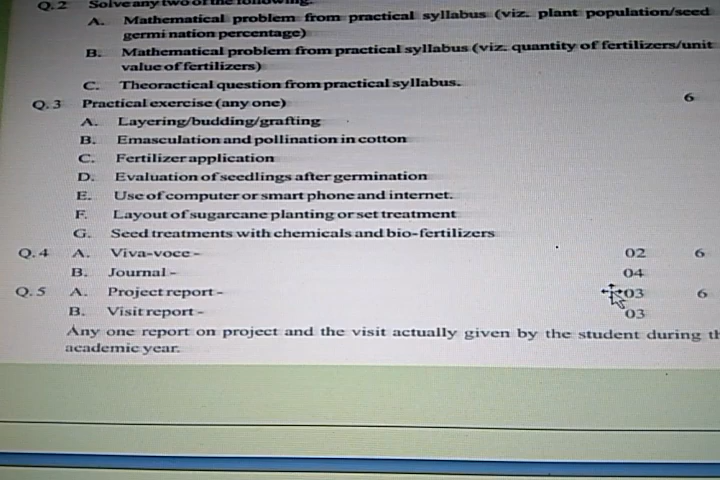 Q. 2 Solve any two of the following.
A. Mathematical problem from practical syllabus (viz. plant population/seed
germi nation percentage)
B. Mathematical problem from practical syllabus (viz. quantity of fertilizers/unit
value of fertilizers)
C. Theoractical question from practical syllabus.
Q. 3 Practical exercise (any one) 6
A. Layering/budding/grafting
B. Emasculation and pollination in cotton
C. Fertilizer application
D. Evaluation of seedlings after germination
E. Use of computer or smart phone and internet.
F. Layout of sugarcane planting or set treatment
G. Seed treatments with chemicals and bio-fertilizers
Q. 4 A. Viva-voce - 02 6
B. Journal - 04
Q. 5 A. Project report - 03 6
B. Visit report - 03
Any one report on project and the visit actually given by the student during
academic year.